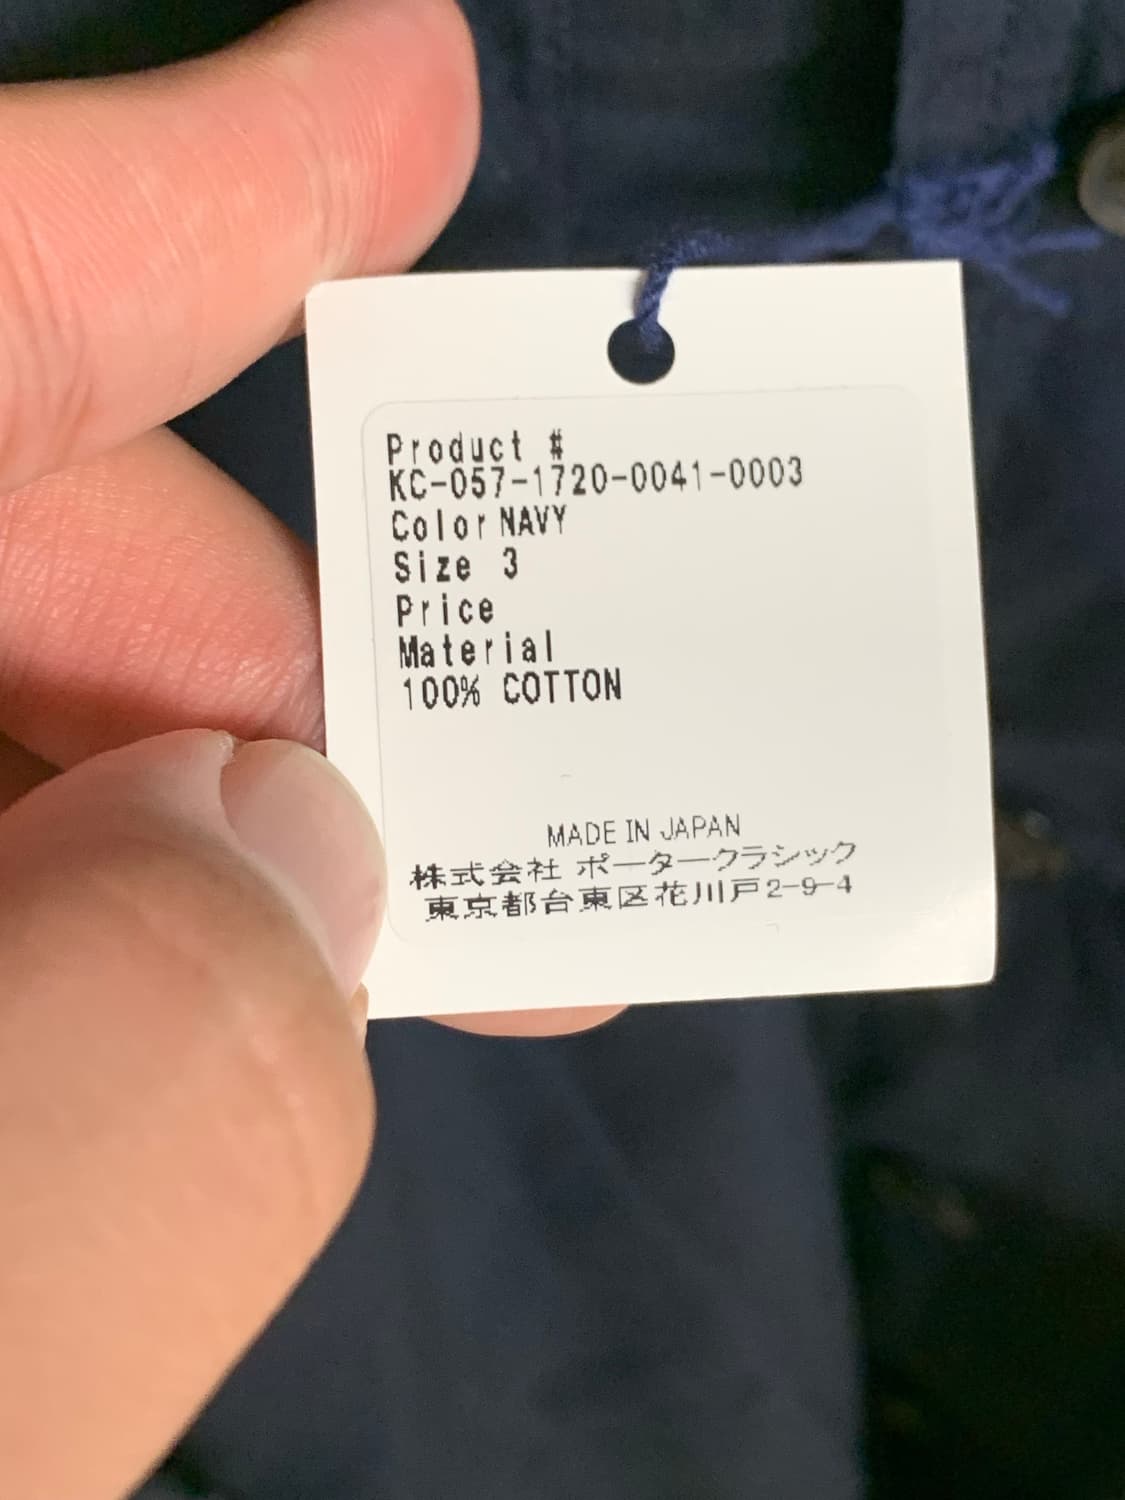 Product #
KC-057-1720-0041-0003
Color NAVY
Size 3
Price
Material
100% COTTON
MADE IN JAPAN
株式会社 ポータークラシック
東京都台東区花川戸2-9-4